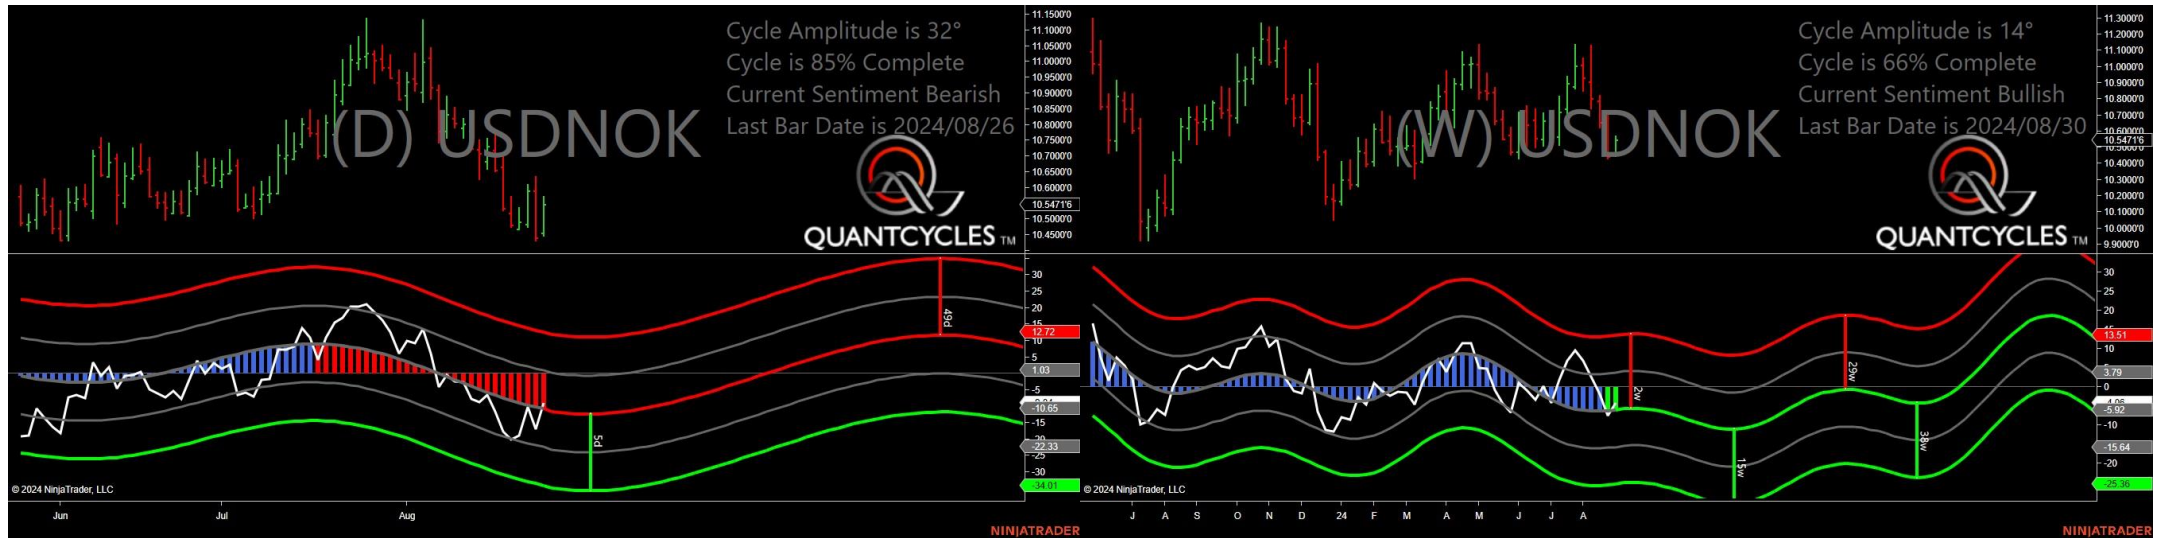 Cycle Amplitude is 32°
Cycle is 85% Complete
Current Sentiment Bearish
Last Bar Date is 2024/08/26
(D) USDNOK
QUANTCYCLES TM
11.1500'0
11.1000'0
11.0500'0
11.0000'0
10.9500'0
10.9000'0
10.8500'0
10.8000'0
10.7500'0
10.7000'0
10.6500'0
10.6000'0
10.5471'6
10.5000'0
10.4500'0
30
25
20
15
12.72
10
5
1.03
-5
-10.65
-15
-22.33
-25
-30
-34.01
49d
5d
© 2024 NinjaTrader, LLC
Jun Jul Aug
NINJATRADER
Cycle Amplitude is 14°
Cycle is 66% Complete
Current Sentiment Bullish
Last Bar Date is 2024/08/30
(W) USDNOK
QUANTCYCLES TM
11.3000'0
11.2000'0
11.1000'0
11.0000'0
10.9000'0
10.8000'0
10.7000'0
10.6000'0
10.5471'6
10.4000'0
10.3000'0
10.2000'0
10.1000'0
10.0000'0
9.9000'0
30
25
20
13.51
10
3.79
0
-4.06
-5.92
-10
-15.64
-20
-25.36
2w
29w
15w
38w
© 2024 NinjaTrader, LLC
J A S O N D 24 F M A M J J A
NINJATRADER